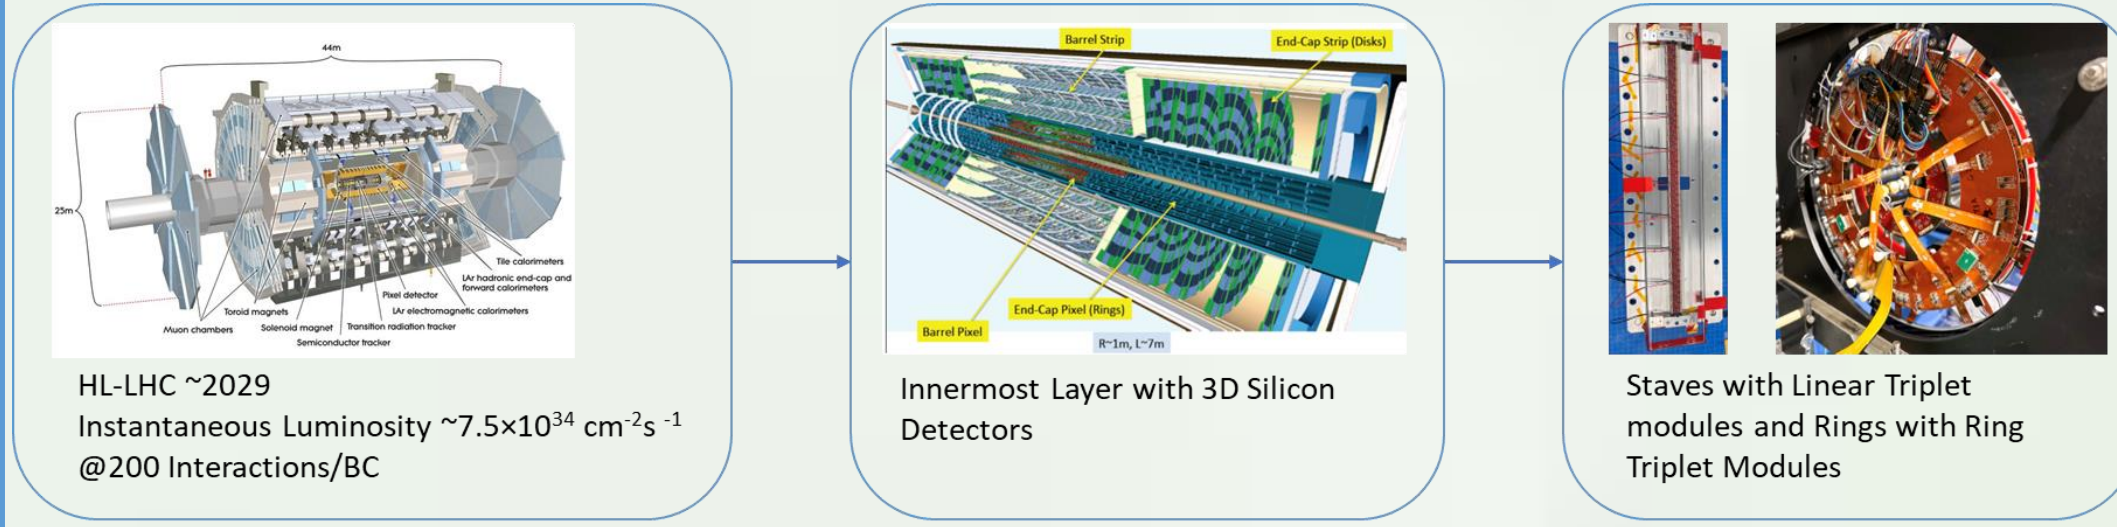 44m
25m
Tile calorimeters
LAr hadronic end-cap and
forward calorimeters
Pixel detector
LAr electromagnetic calorimeters
Toroid magnets
Muon chambers
Solenoid magnet
Transition radiation tracker
Semiconductor tracker
HL-LHC ~2029
Instantaneous Luminosity ~7.5×10³⁴ cm⁻²s ⁻¹
@200 Interactions/BC
Barrel Strip
End-Cap Strip (Disks)
End-Cap Pixel (Rings)
Barrel Pixel
R~1m, L~7m
Innermost Layer with 3D Silicon
Detectors
Staves with Linear Triplet
modules and Rings with Ring
Triplet Modules